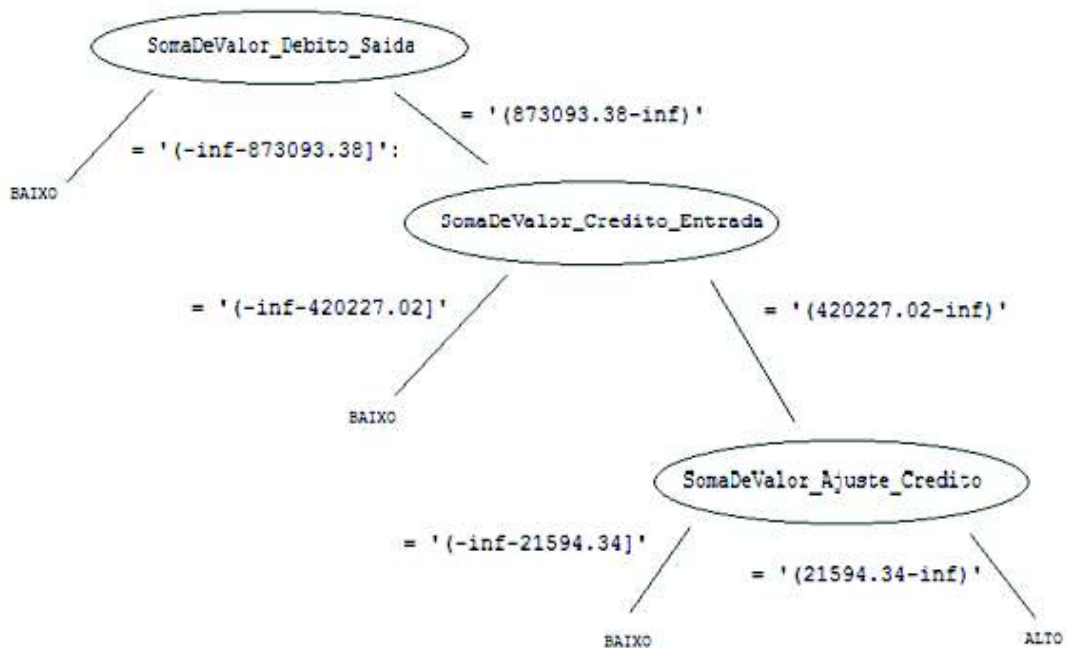 SomaDeValor_Debito_Saida
= '(873093.38-inf)'
= '(-inf-873093.38]':
BAIXO
SomaDeValor_Credito_Entrada
= '(-inf-420227.02]'
= '(420227.02-inf)'
BAIXO
SomaDeValor_Ajuste_Credito
= '(-inf-21594.34]'
= '(21594.34-inf)'
BAIXO
ALTO